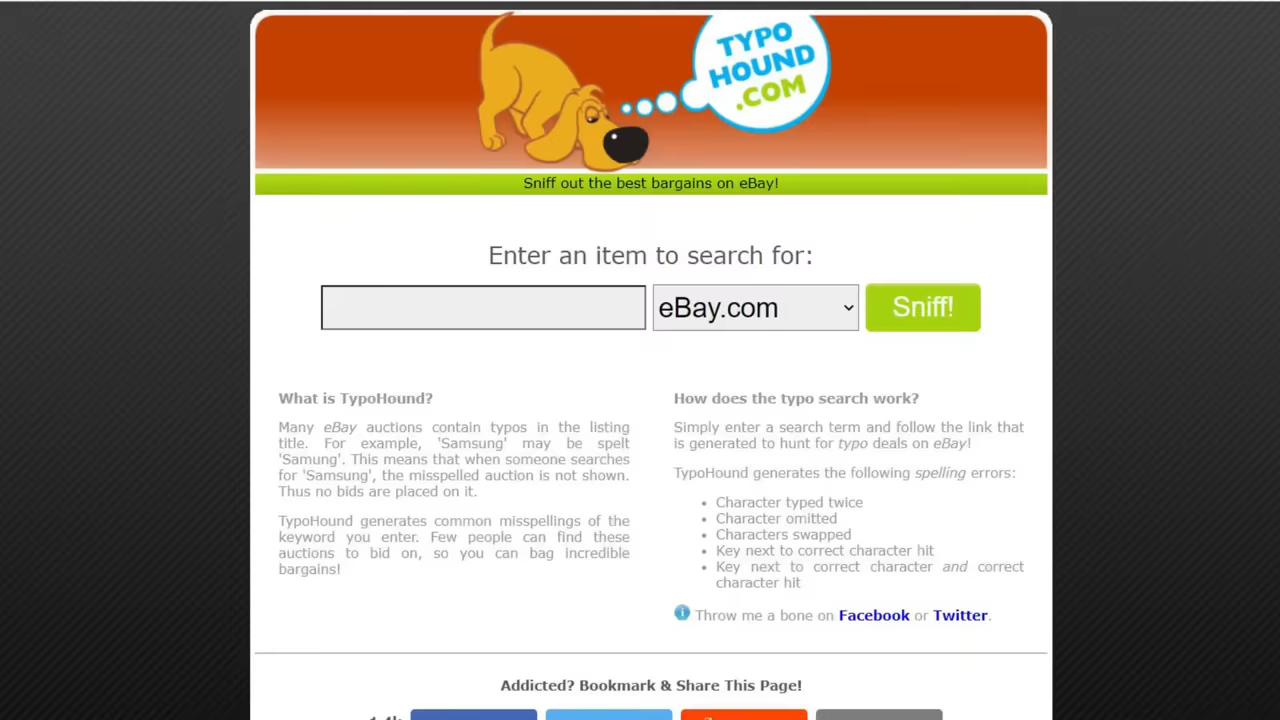 TYPO
HOUND
.COM
Sniff out the best bargains on eBay!
Enter an item to search for:
eBay.com
Sniff!
What is TypoHound?
Many eBay auctions contain typos in the listing
title. For example, 'Samsung' may be spelt
'Samung'. This means that when someone searches
for 'Samsung', the misspelled auction is not shown.
Thus no bids are placed on it.
TypoHound generates common misspellings of the
keyword you enter. Few people can find these
auctions to bid on, so you can bag incredible
bargains!
How does the typo search work?
Simply enter a search term and follow the link that
is generated to hunt for typo deals on eBay!
TypoHound generates the following spelling errors:
• Character typed twice
• Character omitted
• Characters swapped
• Key next to correct character hit
• Key next to correct character and correct
character hit
Throw me a bone on Facebook or Twitter.
Addicted? Bookmark & Share This Page!